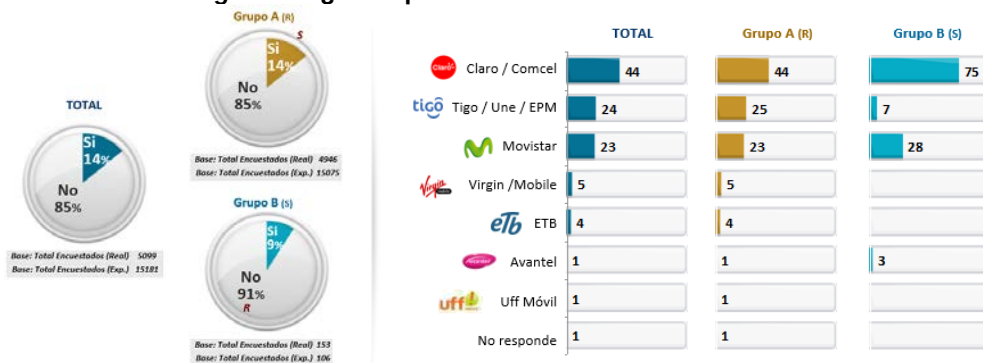 Grupo A (R)
S
Si
14%
No
85%
Base: Total Encuestados (Real) 4946
Base: Total Encuestados (Exp.) 15075
TOTAL
Si
14%
No
85%
Base: Total Encuestados (Real) 5099
Base: Total Encuestados (Exp.) 15181
Grupo B (S)
Si
9%
No
91%
R
Base: Total Encuestados (Real) 153
Base: Total Encuestados (Exp.) 106
TOTAL Grupo A (R) Grupo B (S)
Claro Claro / Comcel 44 44 75
tigo Tigo / Une / EPM 24 25 7
Movistar 23 23 28
Virgin Virgin /Mobile 5 5
eTb ETB 4 4
Avantel 1 1 3
uff! Uff Móvil 1 1
No responde 1 1